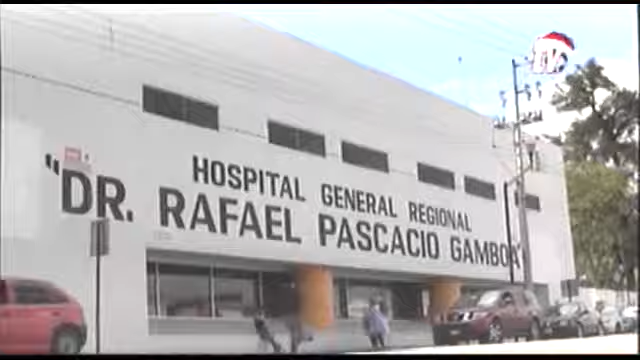 HOSPITAL GENERAL REGIONAL
"DR. RAFAEL PASCACIO GAMBOA"